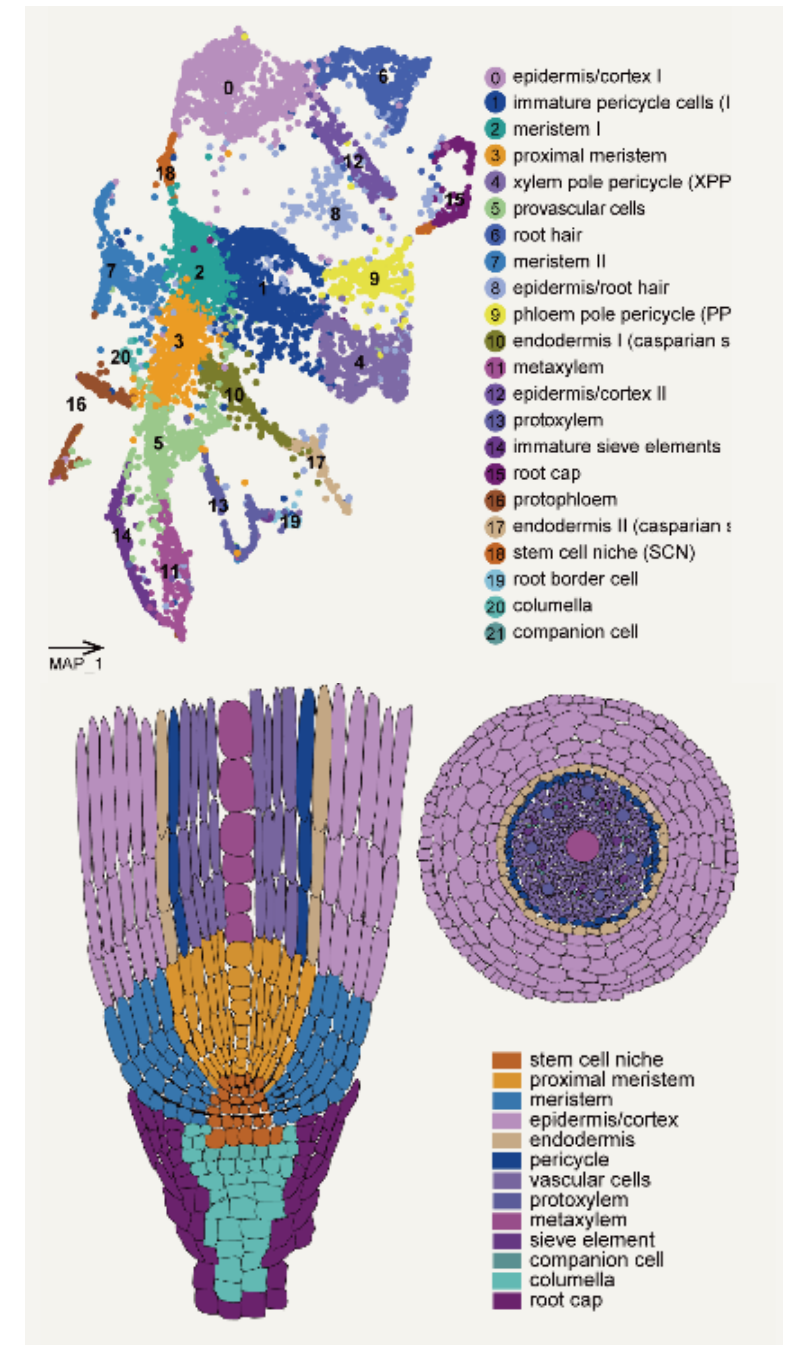 0
6
12
18
8
15
7
2
1
9
3
20
4
10
16
5
17
13
19
14
11
MAP_1
0 epidermis/cortex I
1 immature pericycle cells (I
2 meristem I
3 proximal meristem
4 xylem pole pericycle (XPP
5 provascular cells
6 root hair
7 meristem II
8 epidermis/root hair
9 phloem pole pericycle (PP
10 endodermis I (casparian s
11 metaxylem
12 epidermis/cortex II
13 protoxylem
14 immature sieve elements
15 root cap
16 protophloem
17 endodermis II (casparian s
18 stem cell niche (SCN)
19 root border cell
20 columella
21 companion cell
stem cell niche
proximal meristem
meristem
epidermis/cortex
endodermis
pericycle
vascular cells
protoxylem
metaxylem
sieve element
companion cell
columella
root cap